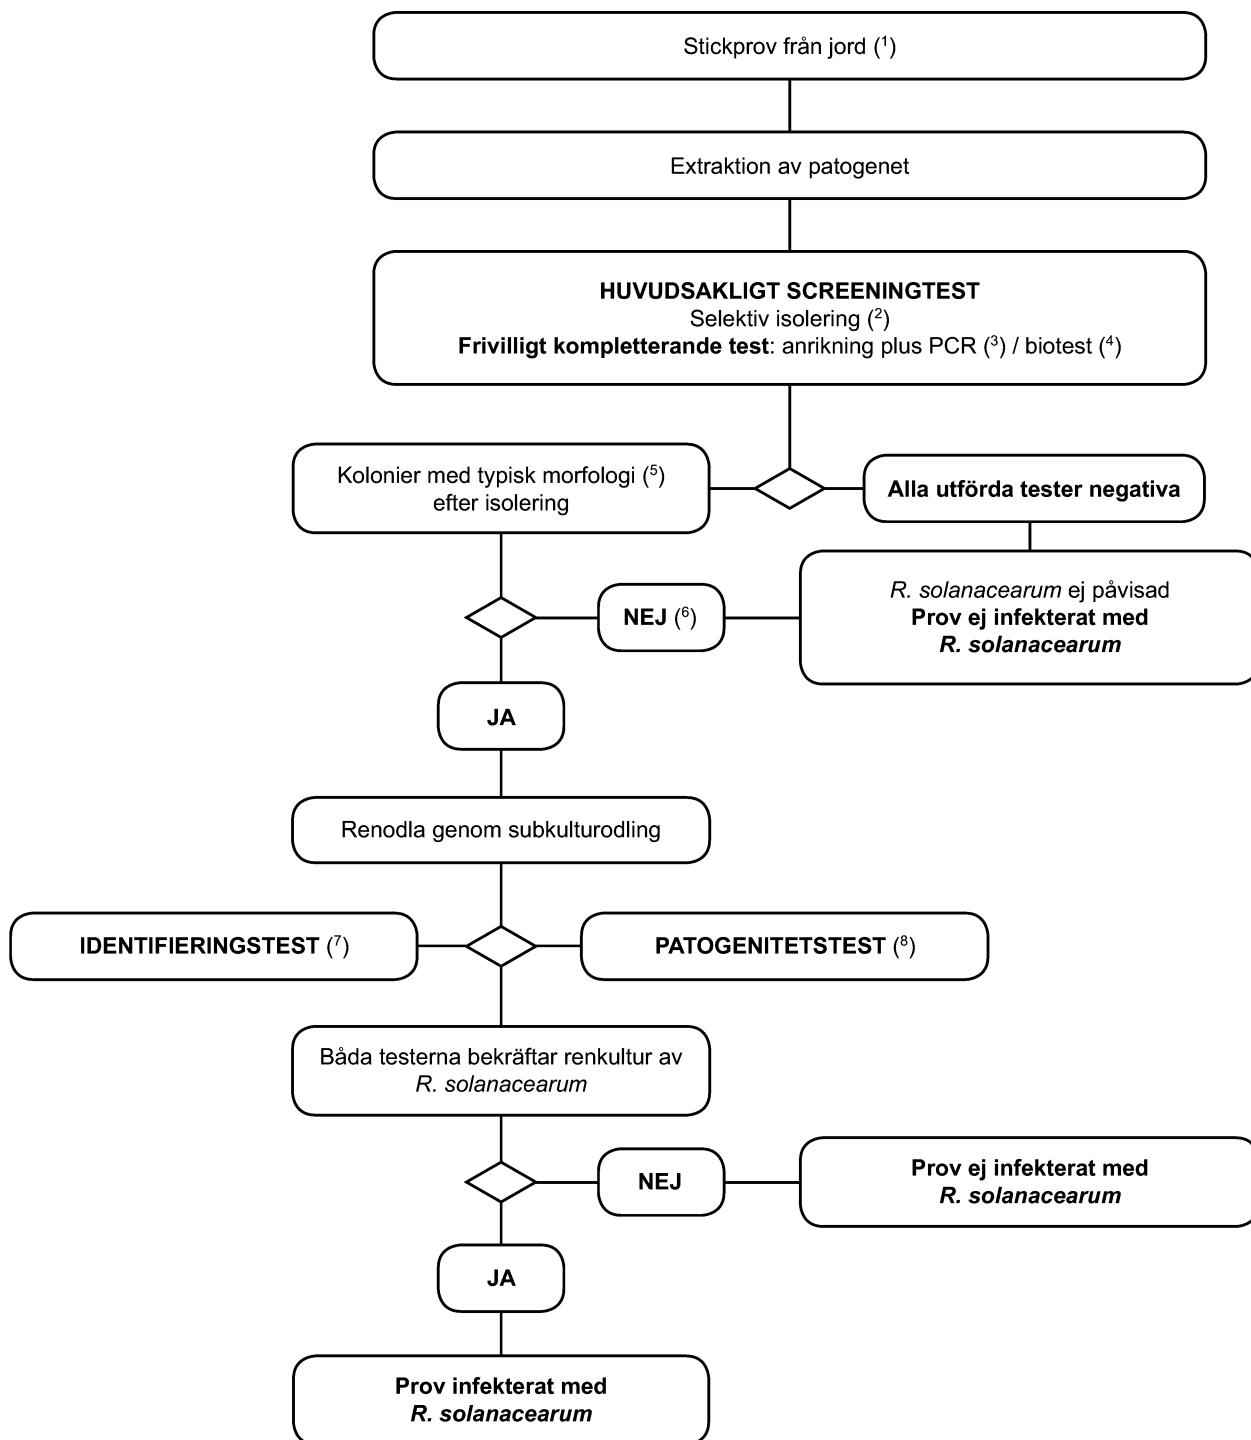 Stickprov från jord (¹)
Extraktion av patogenet
HUVUDSAKLIGT SCREENINGTEST
Selektiv isolering (²)
Frivilligt kompletterande test: anrikning plus PCR (³) / biotest (⁴)
Kolonier med typisk morfologi (⁵)
efter isolering
Alla utförda tester negativa
R. solanacearum ej påvisad
Prov ej infekterat med
R. solanacearum
NEJ (⁶)
JA
Renodla genom subkulturodling
IDENTIFIERINGSTEST (⁷)
PATOGENITETSTEST (⁸)
Båda testerna bekräftar renkultur av
R. solanacearum
NEJ
Prov ej infekterat med
R. solanacearum
JA
Prov infekterat med
R. solanacearum